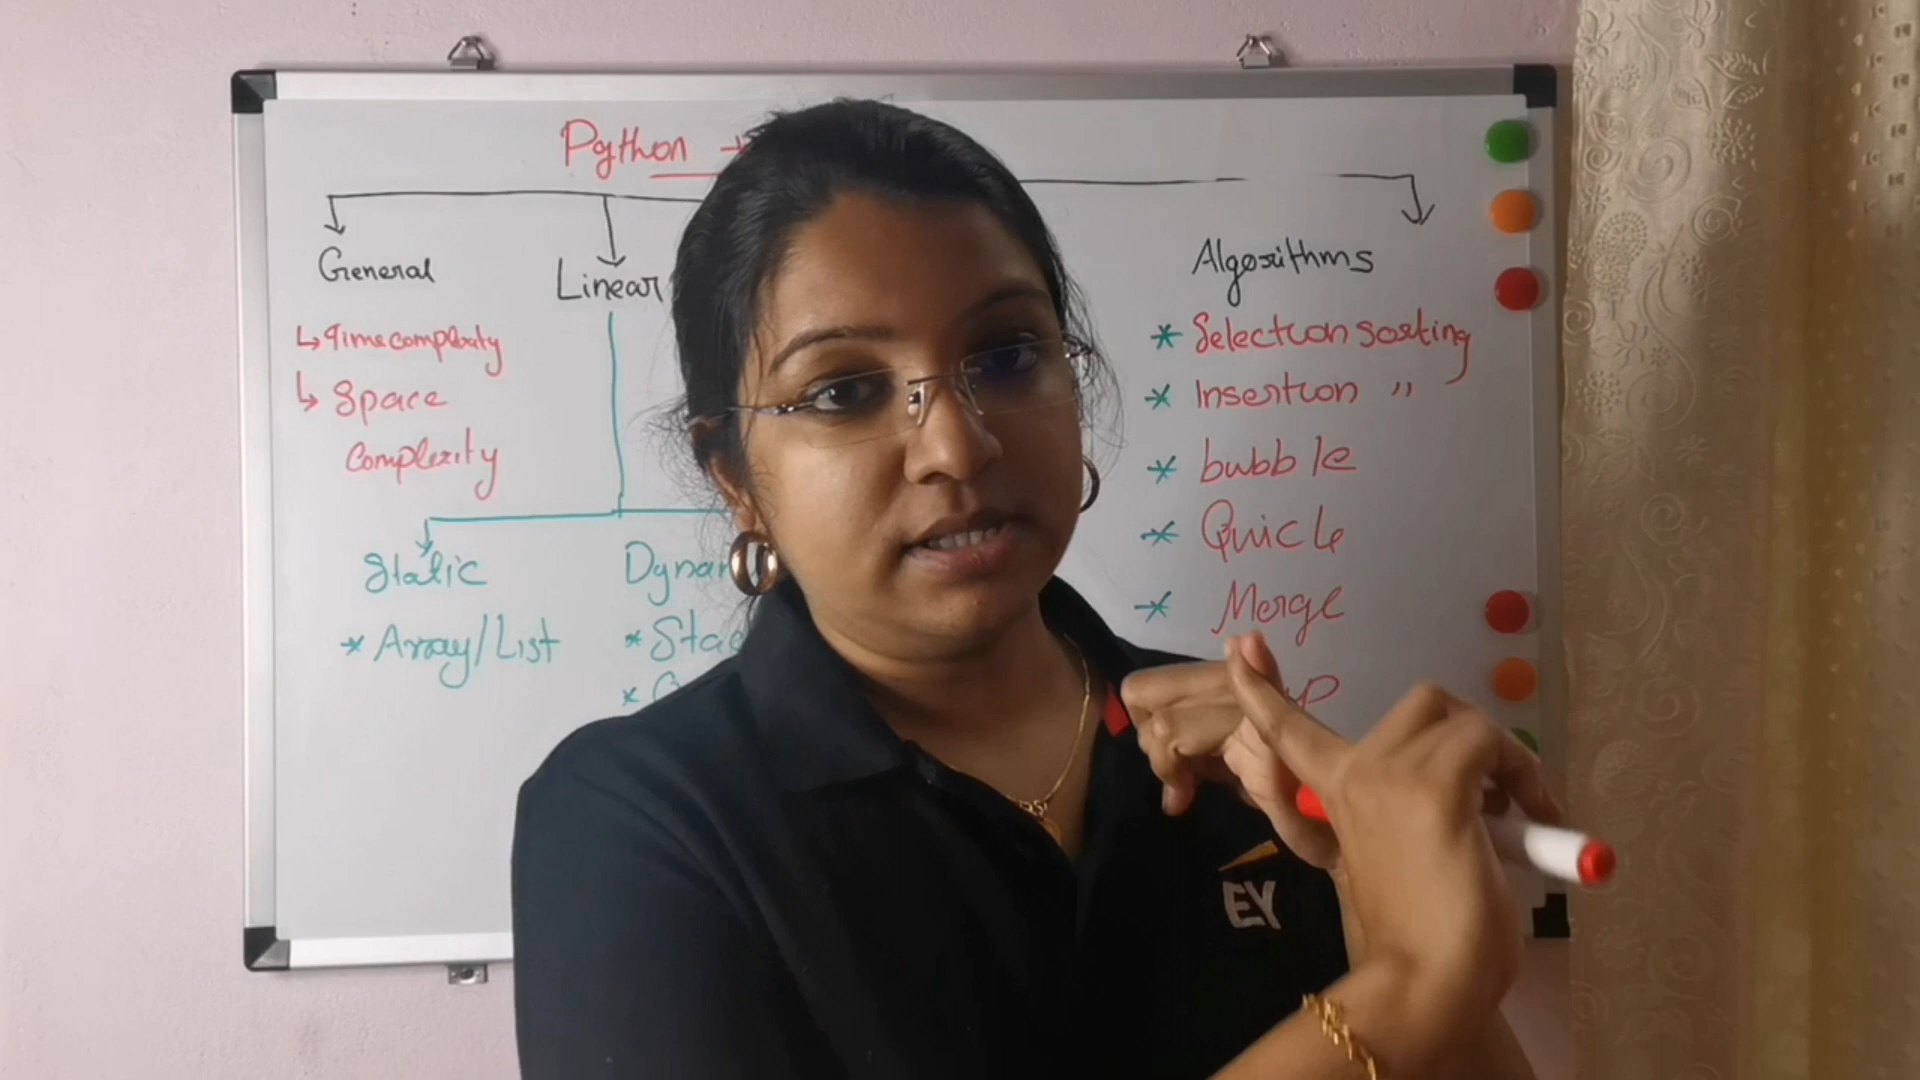 Python →
General
Linear
Algorithms
↳ Time complexity
↳ Space
Complexity
* Selection sorting
* Insertion "
* bubble
* Quick
* Merge
Static
* Array/List
EY